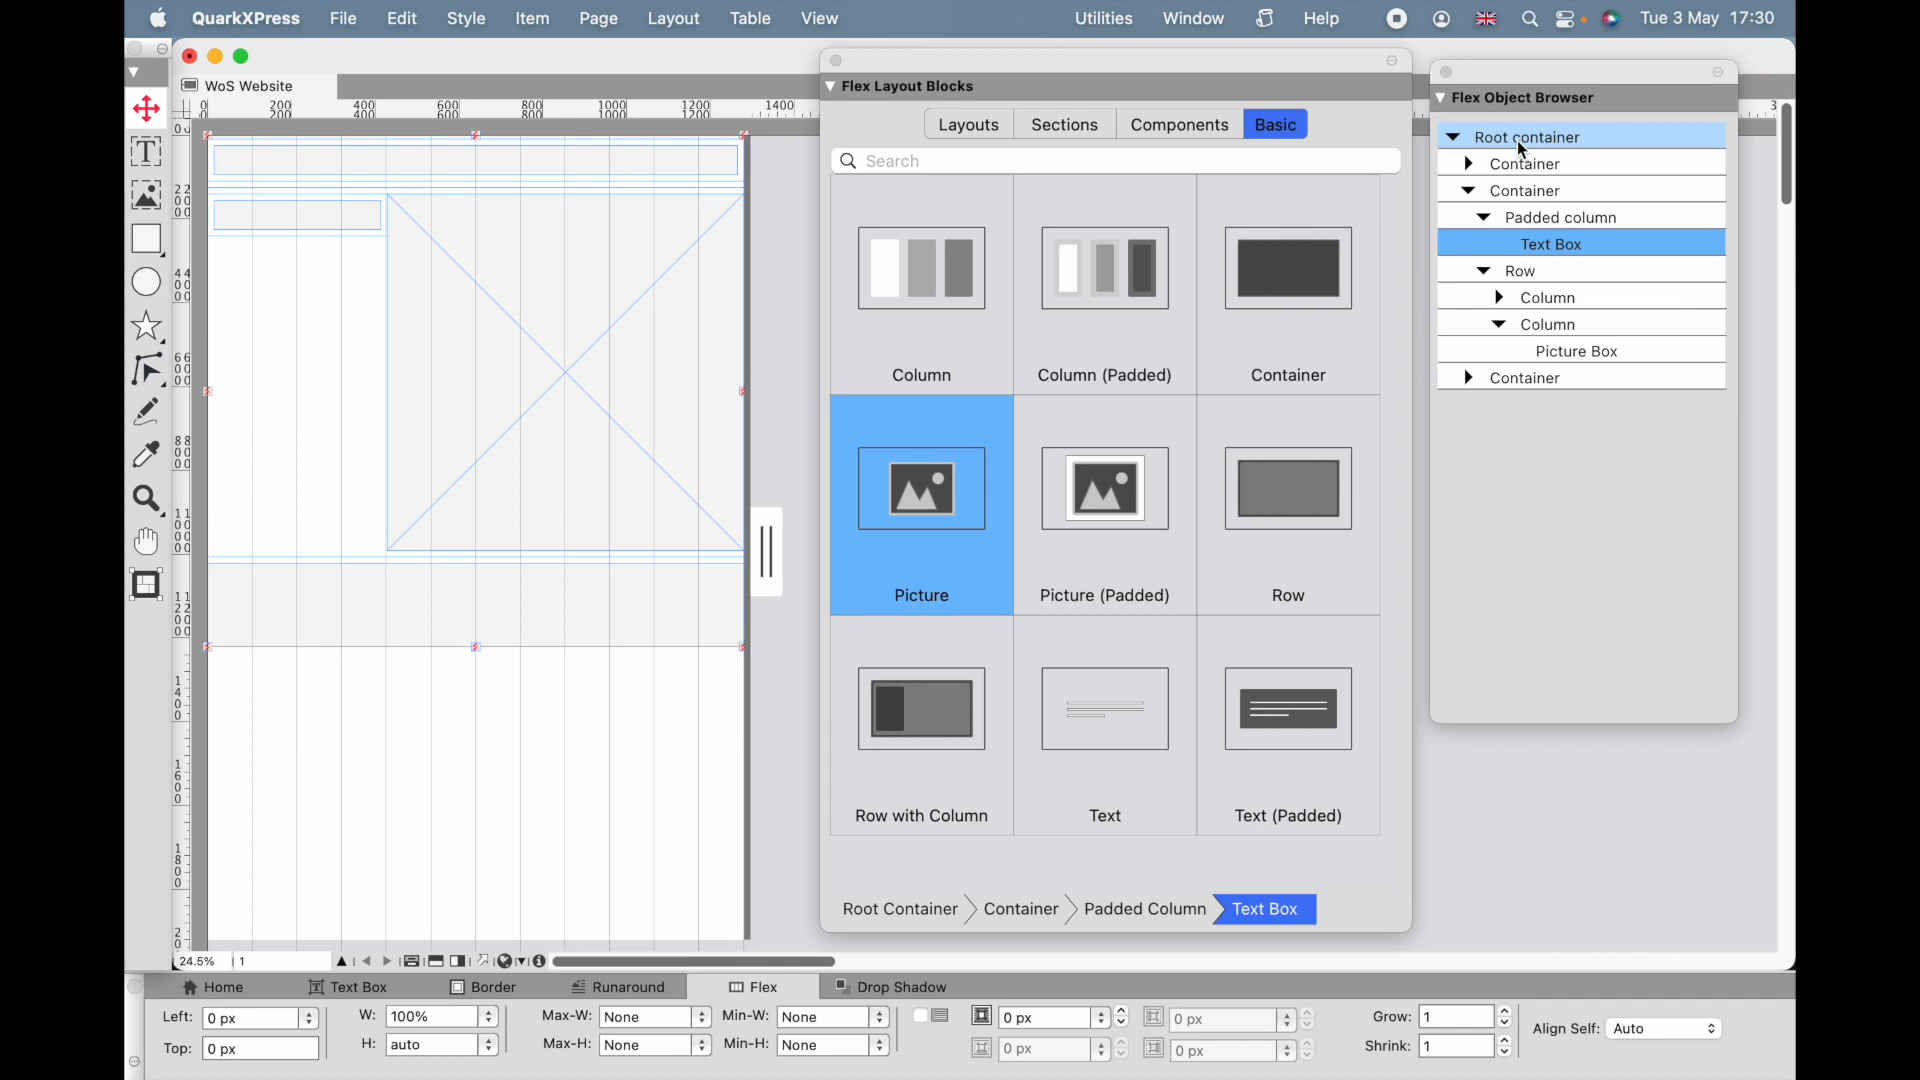 QuarkXPress File Edit Style Item Page Layout Table View Utilities Window Help Tue 3 May 17:30
WoS Website
0 200 400 600 800 1000 1200 1400
Flex Layout Blocks
Layouts Sections Components Basic
Search
Column Column (Padded) Container
Picture Picture (Padded) Row
Row with Column Text Text (Padded)
Root Container Container Padded Column Text Box
Flex Object Browser
Root container
Container
Container
Padded column
Text Box
Row
Column
Column
Picture Box
Container
24.5% 1
Home Text Box Border Runaround Flex Drop Shadow
Left: 0 px W: 100% Max-W: None Min-W: None 0 px 0 px Grow: 1 Align Self: Auto
Top: 0 px H: auto Max-H: None Min-H: None 0 px 0 px Shrink: 1